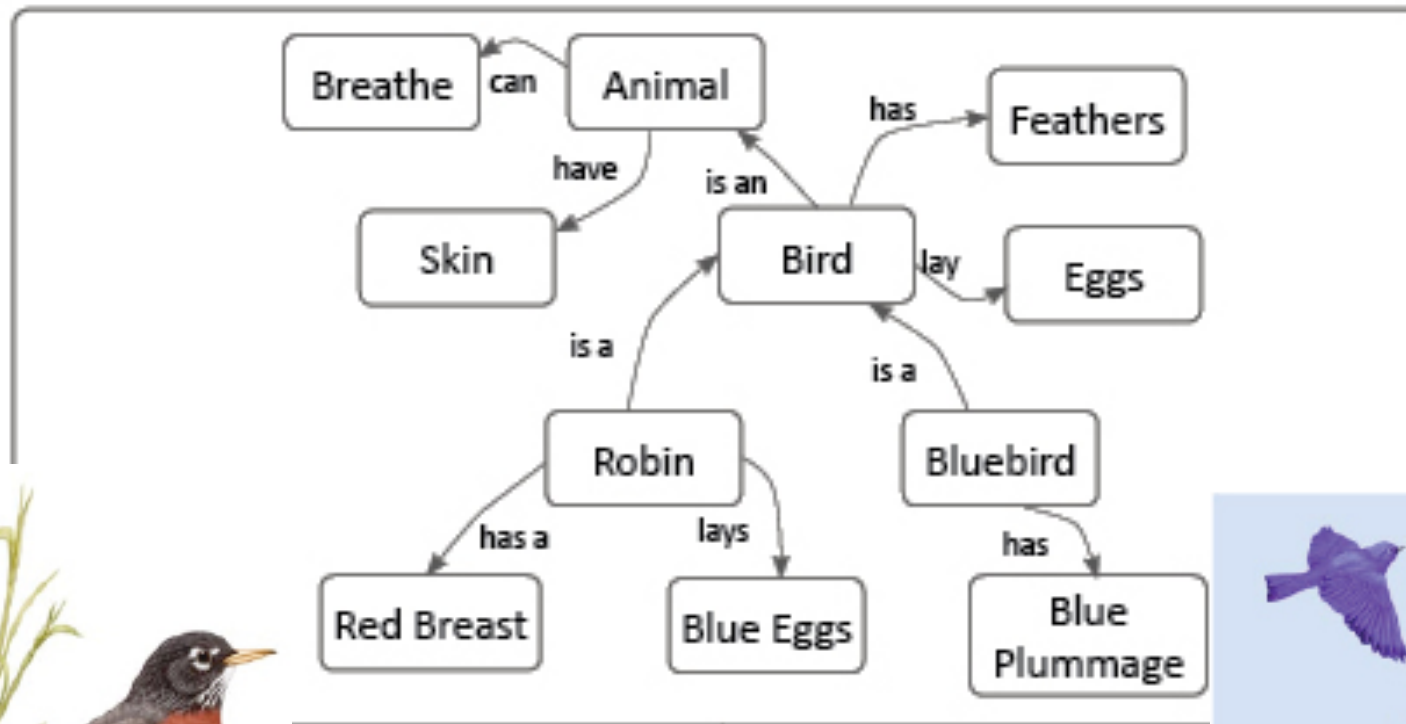 Breathe
can
Animal
has
Feathers
have
is an
Skin
Bird
lay
Eggs
is a
is a
Robin
Bluebird
has a
lays
has
Red Breast
Blue Eggs
Blue
Plummage